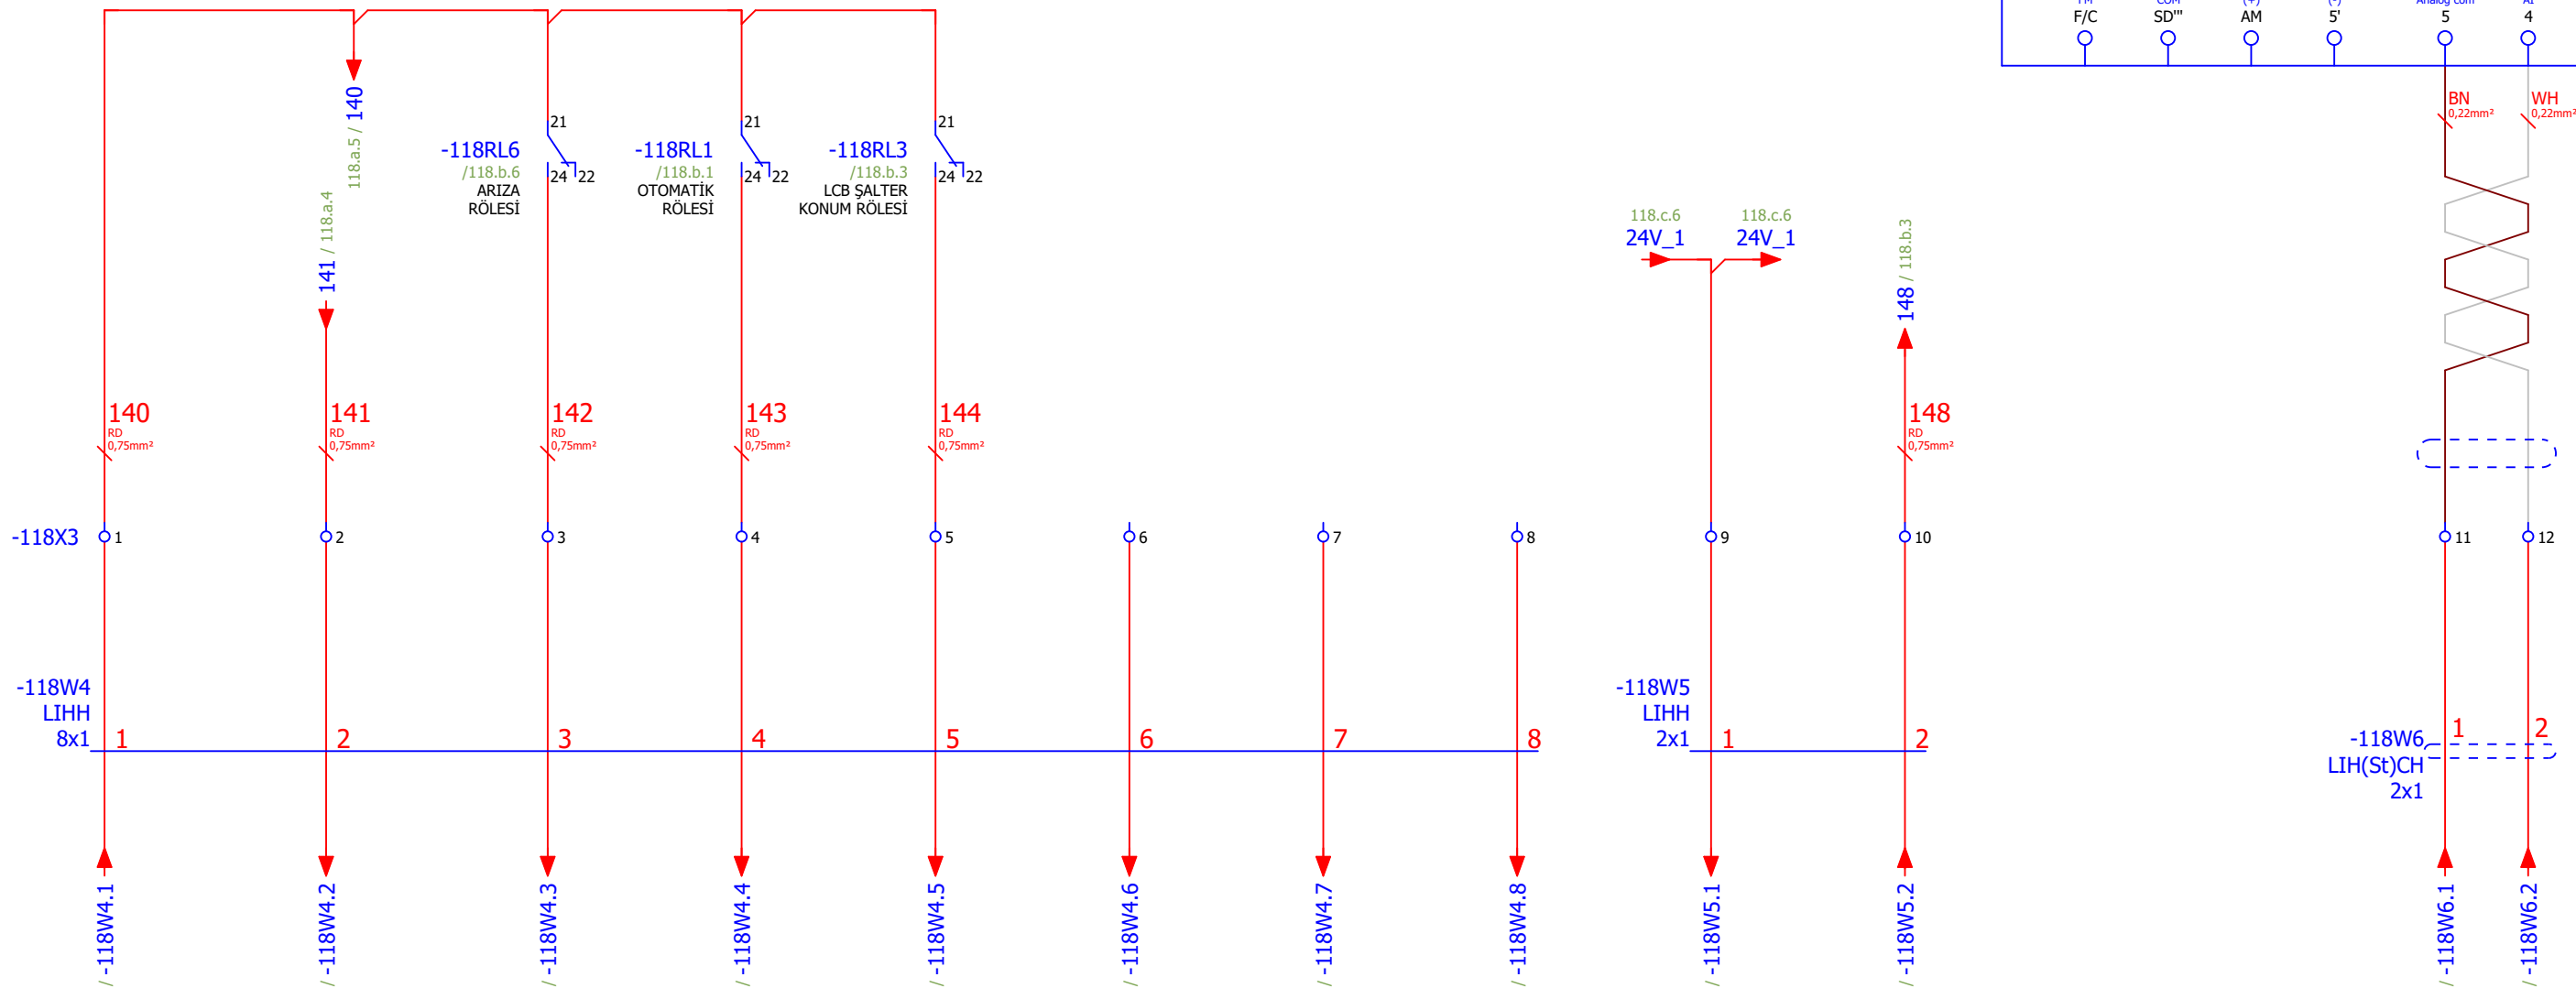 FM
COM
(+)
(-)
Analog com
AI
F/C
SD'''
AM
5'
5
4
BN
0,22mm²
WH
0,22mm²
118.a.5 / 140
141 / 118.a.4
-118RL6
/118.b.6
ARIZA
RÖLESİ
21
24
22
-118RL1
/118.b.1
OTOMATİK
RÖLESİ
21
24
22
-118RL3
/118.b.3
LCB ŞALTER
KONUM RÖLESİ
21
24
22
118.c.6
24V_1
118.c.6
24V_1
148 / 118.b.3
140
RD
0,75mm²
141
RD
0,75mm²
142
RD
0,75mm²
143
RD
0,75mm²
144
RD
0,75mm²
148
RD
0,75mm²
-118X3
1
2
3
4
5
6
7
8
9
10
11
12
-118W4
LIHH
8x1
1
2
3
4
5
6
7
8
-118W5
LIHH
2x1
1
2
-118W6
LIH(St)CH
2x1
1
2
/ -118W4.1
/ -118W4.2
/ -118W4.3
/ -118W4.4
/ -118W4.5
/ -118W4.6
/ -118W4.7
/ -118W4.8
/ -118W5.1
/ -118W5.2
/ -118W6.1
/ -118W6.2